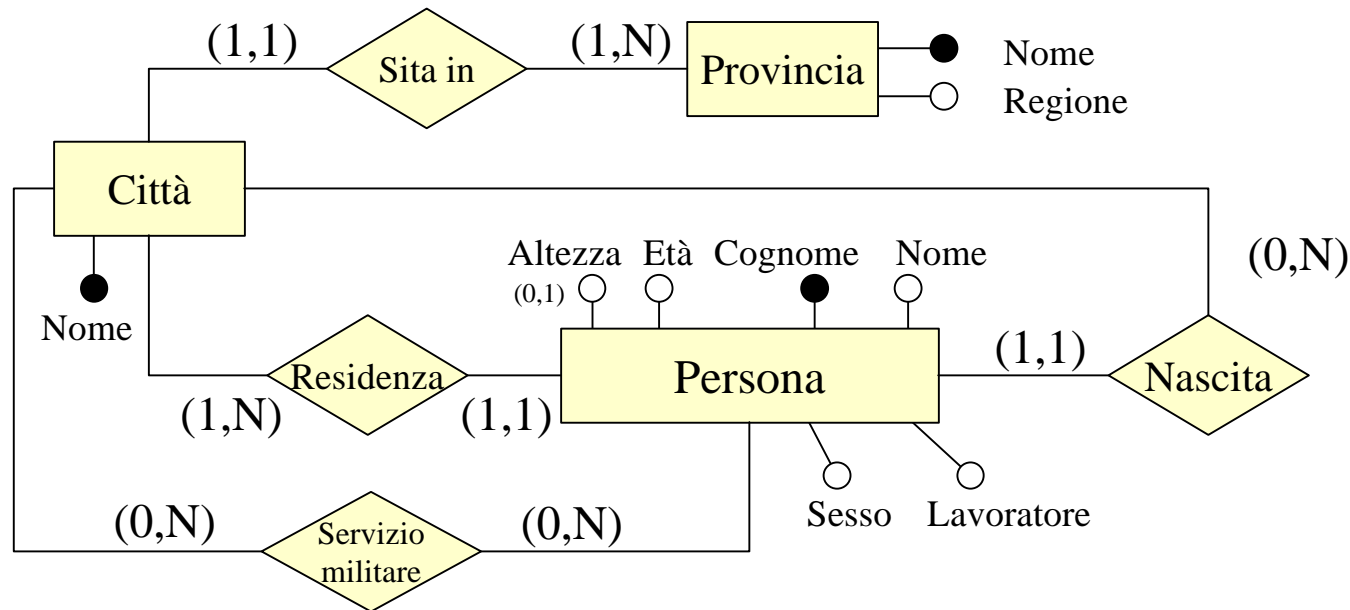 (1,1)
Sita in
(1,N)
Provincia
Nome
Regione
Città
Nome
Altezza
(0,1)
Età
Cognome
Nome
(0,N)
Residenza
(1,N)
(1,1)
Persona
(1,1)
Nascita
Sesso
Lavoratore
(0,N)
Servizio
militare
(0,N)